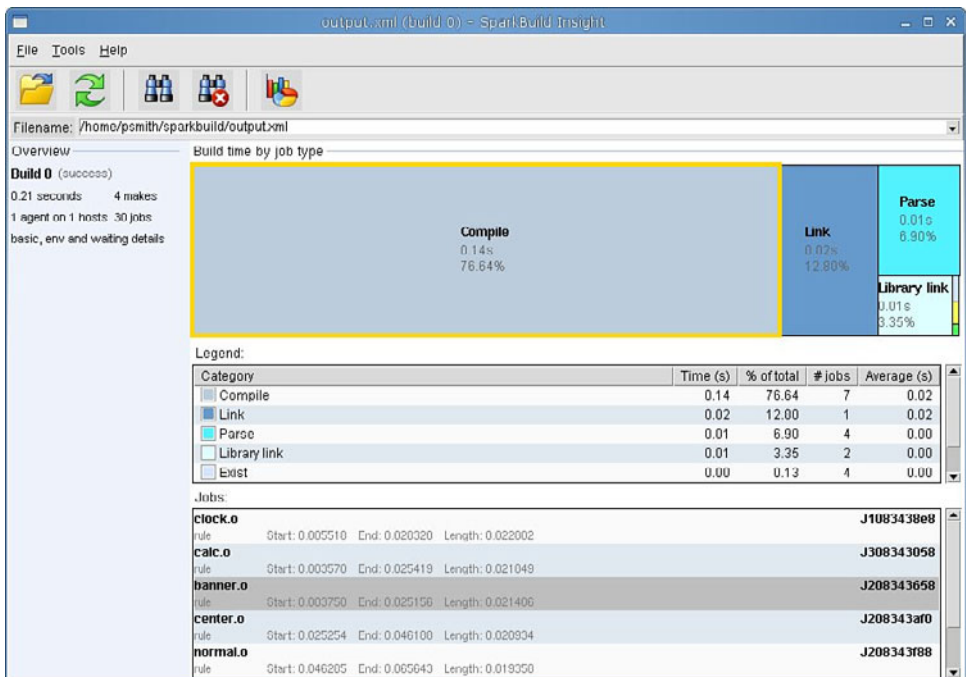 output.xml (build 0) - SparkBuild Insight
File Tools Help
Filename: /home/psmith/sparkbuild/output.xml
Overview
Build 0 (success)
0.21 seconds 4 makes
1 agent on 1 hosts 30 jobs
basic, env and waiting details
Build time by job type
Compile
0.14s
76.64%
Link
0.02s
12.80%
Parse
0.01s
6.90%
Library link
0.01s
3.35%
Legend:
Category Time (s) % of total # jobs Average (s)
Compile 0.14 76.64 7 0.02
Link 0.02 12.80 1 0.02
Parse 0.01 6.90 4 0.00
Library link 0.01 3.35 2 0.00
Exist 0.00 0.13 4 0.00
Jobs:
clock.o J1083438e8
rule Start: 0.005510 End: 0.028320 Length: 0.022802
calc.o J308343058
rule Start: 0.003570 End: 0.025419 Length: 0.021849
banner.o J208343658
rule Start: 0.003750 End: 0.025156 Length: 0.021406
center.o J208343af0
rule Start: 0.025254 End: 0.046188 Length: 0.020934
normal.o J208343f88
rule Start: 0.046285 End: 0.065643 Length: 0.019358